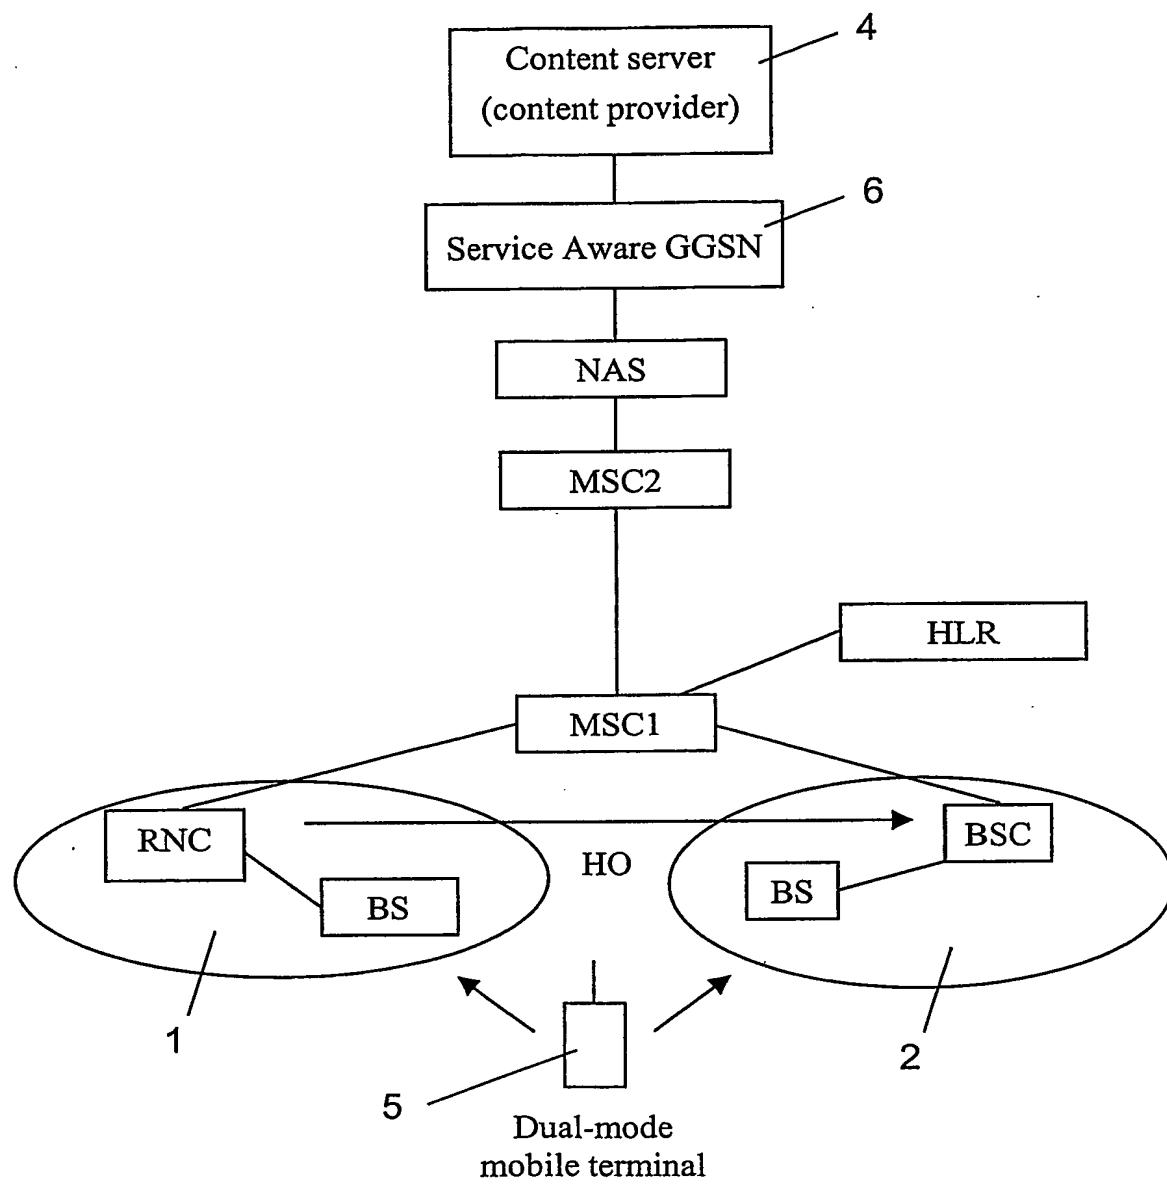 4
Content server
(content provider)
6
Service Aware GGSN
NAS
MSC2
HLR
MSC1
RNC
BSC
HO
BS
BS
1
2
5
Dual-mode
mobile terminal